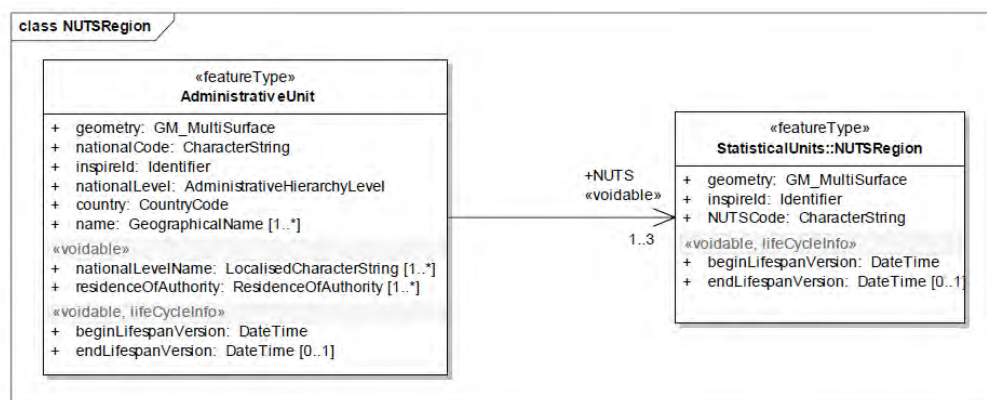 class NUTSRegion
«featureType»
AdministrativeUnit
+ geometry: GM_MultiSurface
+ nationalCode: CharacterString
+ inspireId: Identifier
+ nationalLevel: AdministrativeHierarchyLevel
+ country: CountryCode
+ name: GeographicalName [1..*]
«voidable»
+ nationalLevelName: LocalisedCharacterString [1..*]
+ residenceOfAuthority: ResidenceOfAuthority [1..*]
«voidable, lifeCycleInfo»
+ beginLifespanVersion: DateTime
+ endLifespanVersion: DateTime [0..1]
+NUTS
«voidable»
1..3
«featureType»
StatisticalUnits::NUTSRegion
+ geometry: GM_MultiSurface
+ inspireId: Identifier
+ NUTSCode: CharacterString
«voidable, lifeCycleInfo»
+ beginLifespanVersion: DateTime
+ endLifespanVersion: DateTime [0..1]